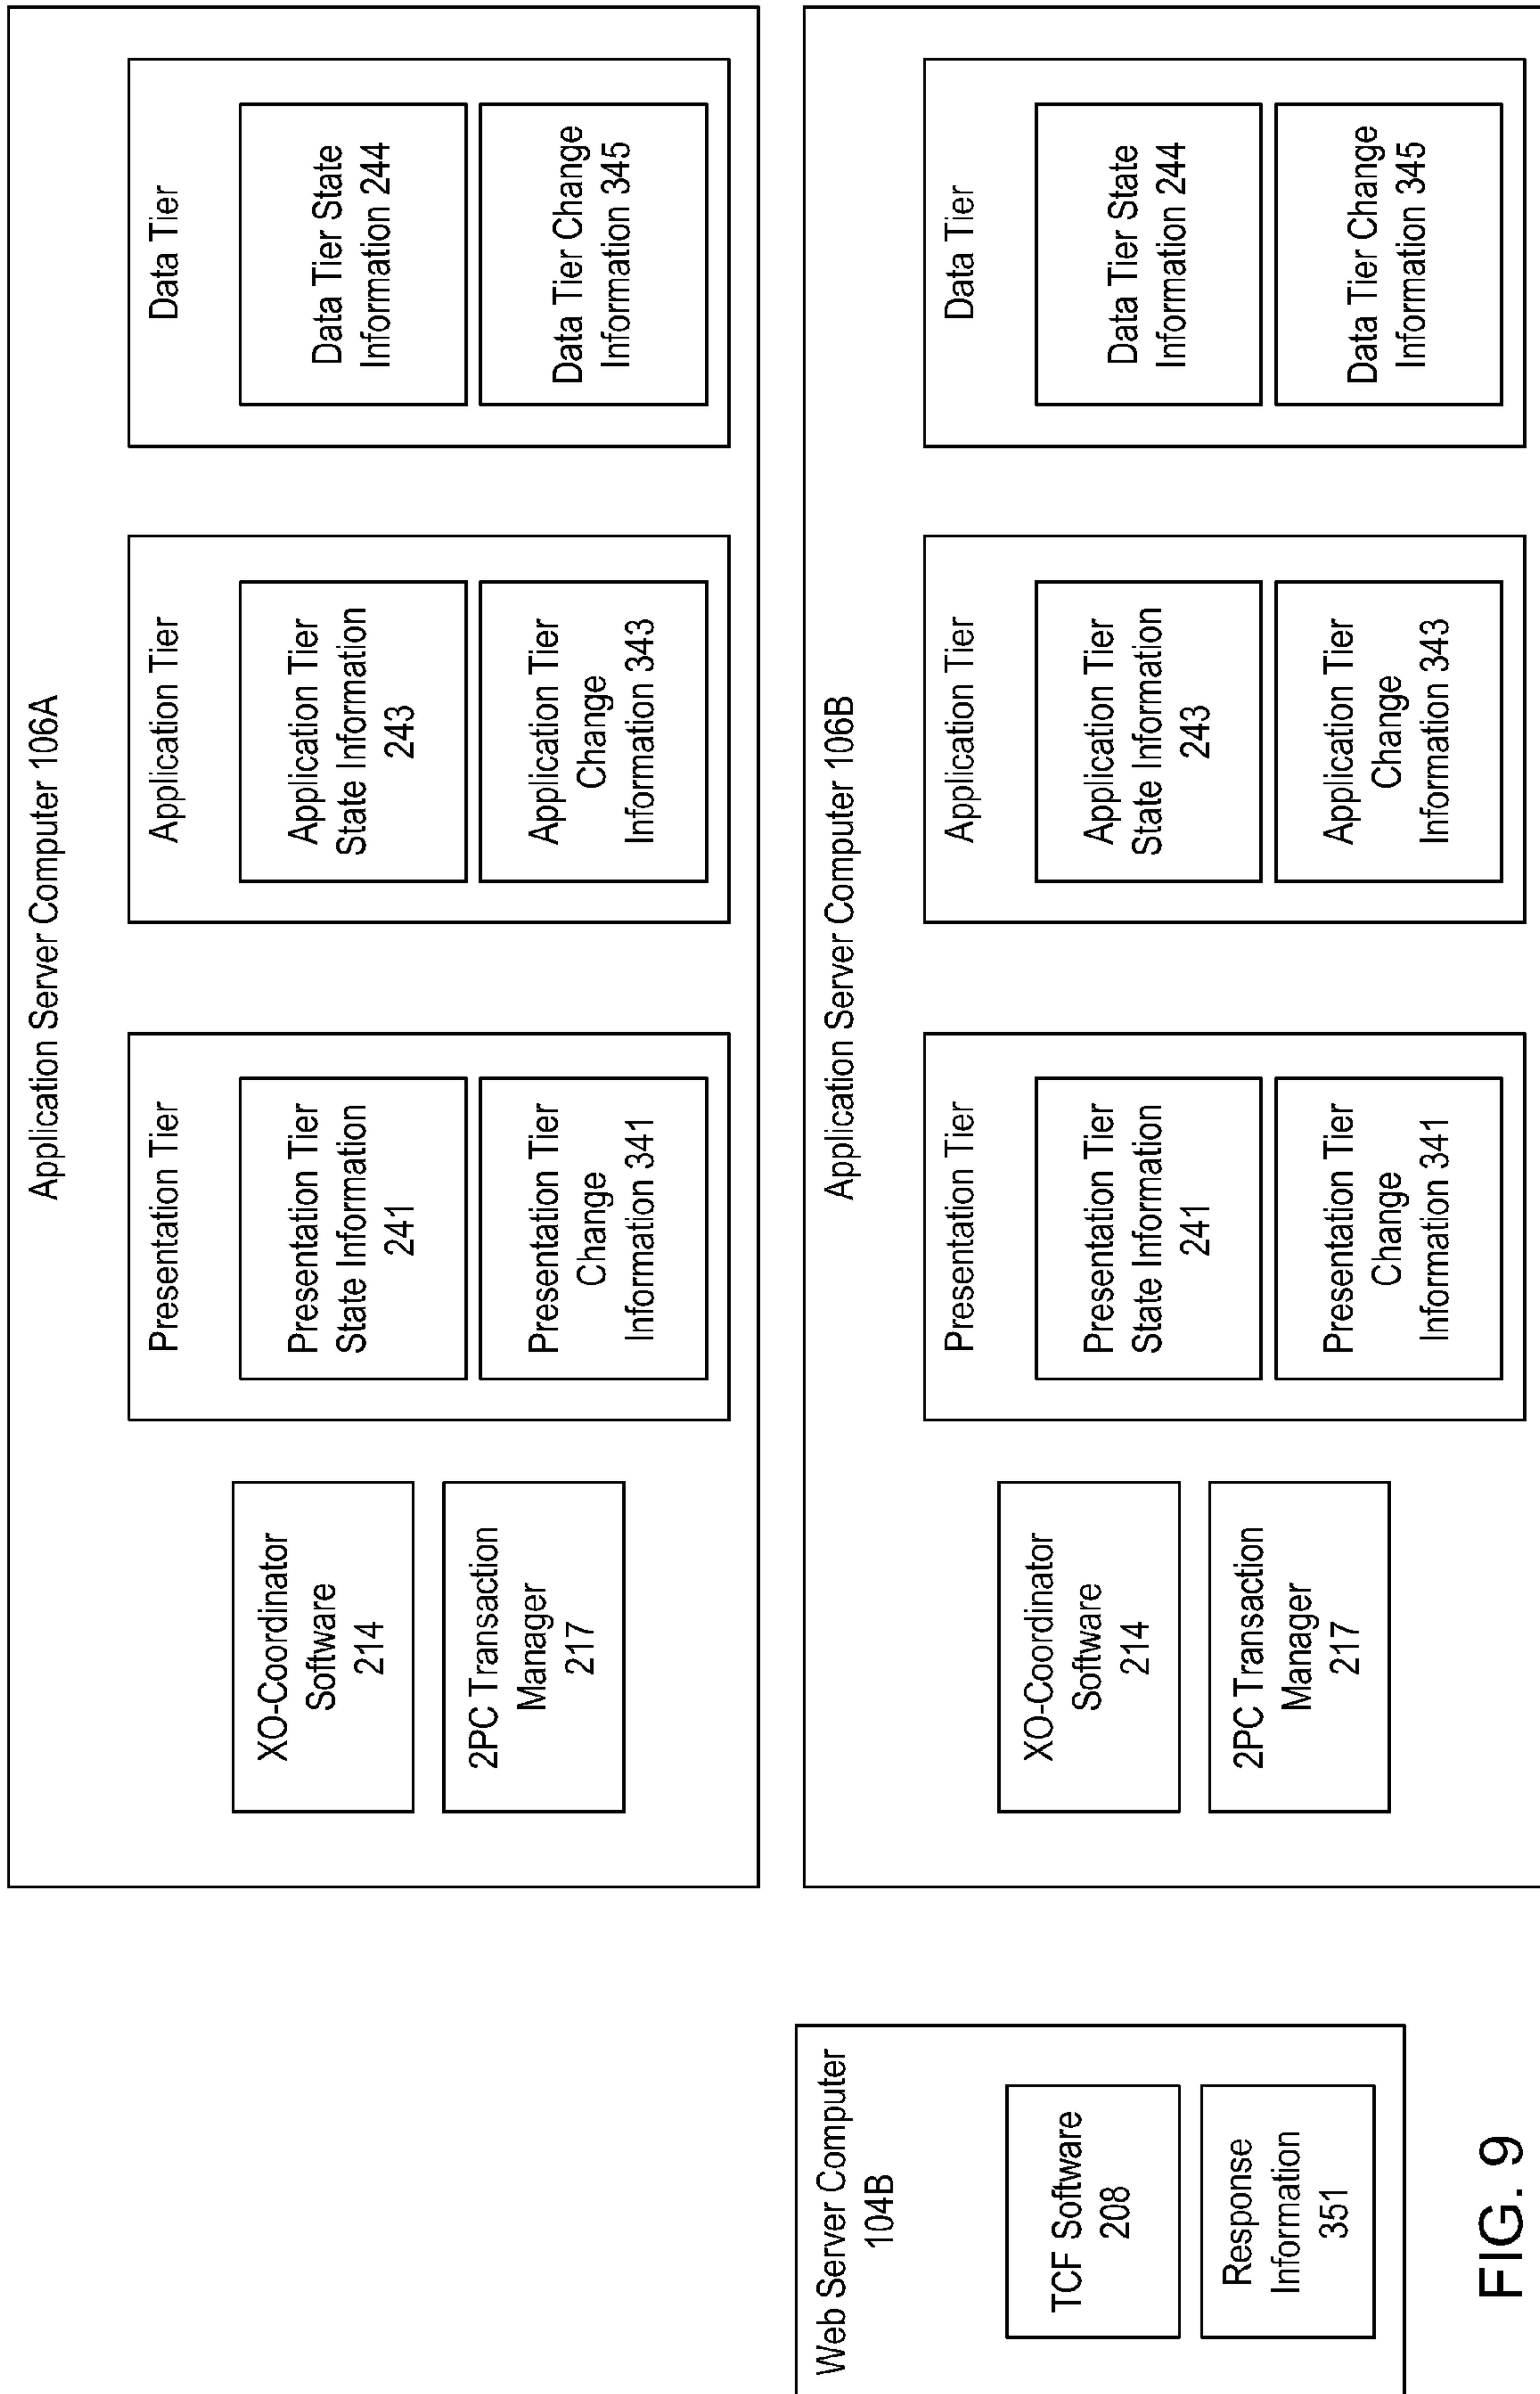 Application Server Computer 106A
XO-Coordinator
Software
214
2PC Transaction
Manager
217
Presentation Tier
Presentation Tier
State Information
241
Presentation Tier
Change
Information 341
Application Tier
Application Tier
State Information
243
Application Tier
Change
Information 343
Data Tier
Data Tier State
Information 244
Data Tier Change
Information 345
Web Server Computer
104B
TCF Software
208
Response
Information
351
Application Server Computer 106B
XO-Coordinator
Software
214
2PC Transaction
Manager
217
Presentation Tier
Presentation Tier
State Information
241
Presentation Tier
Change
Information 341
Application Tier
Application Tier
State Information
243
Application Tier
Change
Information 343
Data Tier
Data Tier State
Information 244
Data Tier Change
Information 345
FIG. 9